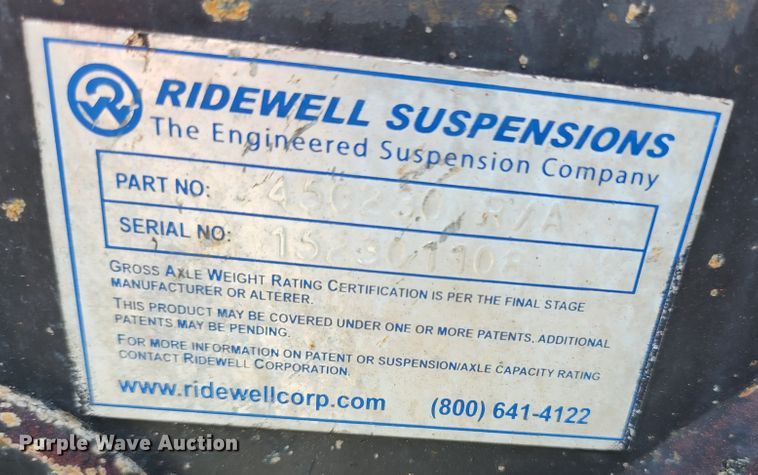 RIDEWELL SUSPENSIONS
The Engineered Suspension Company
PART NO:
SERIAL NO:
GROSS AXLE WEIGHT RATING CERTIFICATION IS PER THE FINAL STAGE
MANUFACTURER OR ALTERER.
THIS PRODUCT MAY BE COVERED UNDER ONE OR MORE PATENTS, ADDITIONAL
PATENTS MAY BE PENDING.
FOR MORE INFORMATION ON PATENT OR SUSPENSION/AXLE CAPACITY RATING
CONTACT RIDEWELL CORPORATION.
www.ridewellcorp.com (800) 641-4122
Purple Wave Auction